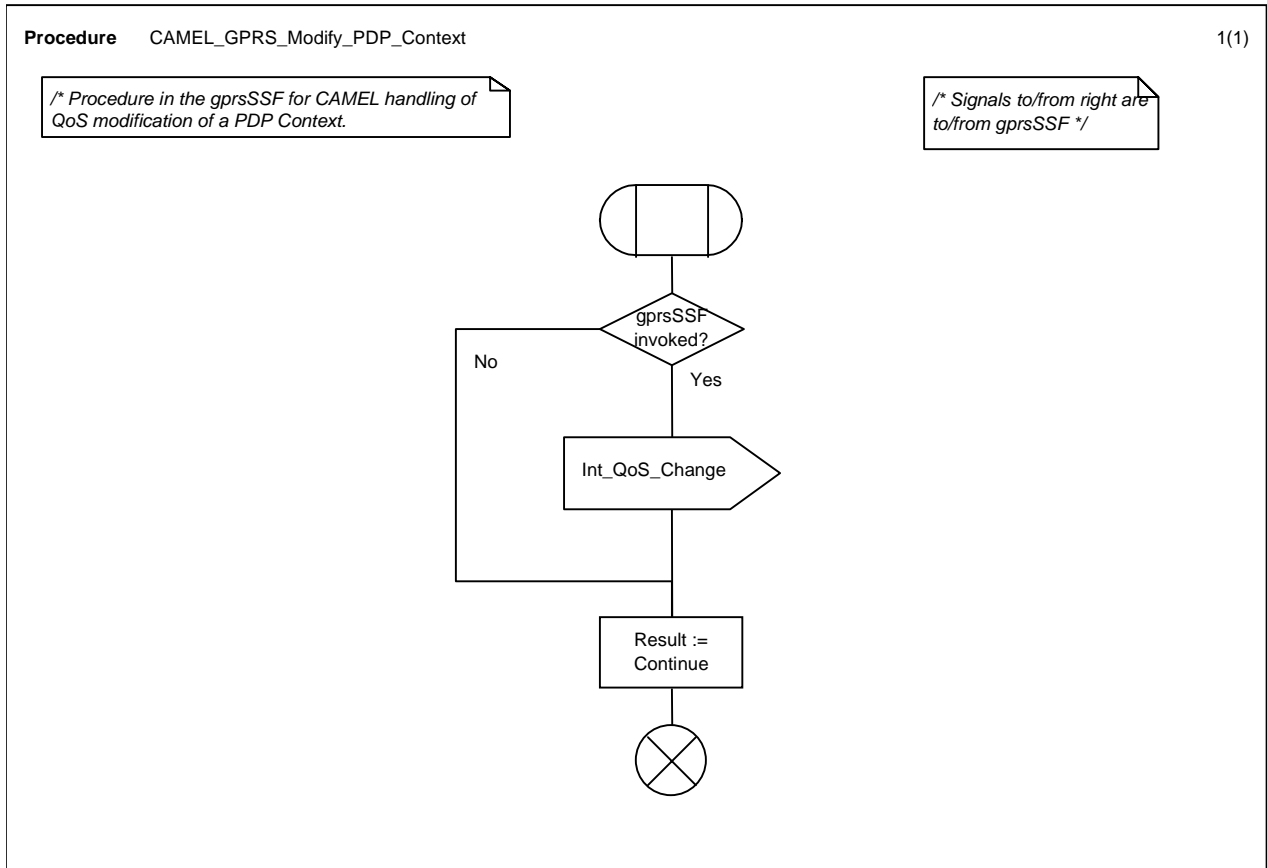 Procedure CAMEL_GPRS_Modify_PDP_Context 1(1)
/* Procedure in the gprsSSF for CAMEL handling of
QoS modification of a PDP Context.
/* Signals to/from right are
to/from gprsSSF */
gprsSSF
invoked?
No
Yes
Int_QoS_Change
Result :=
Continue